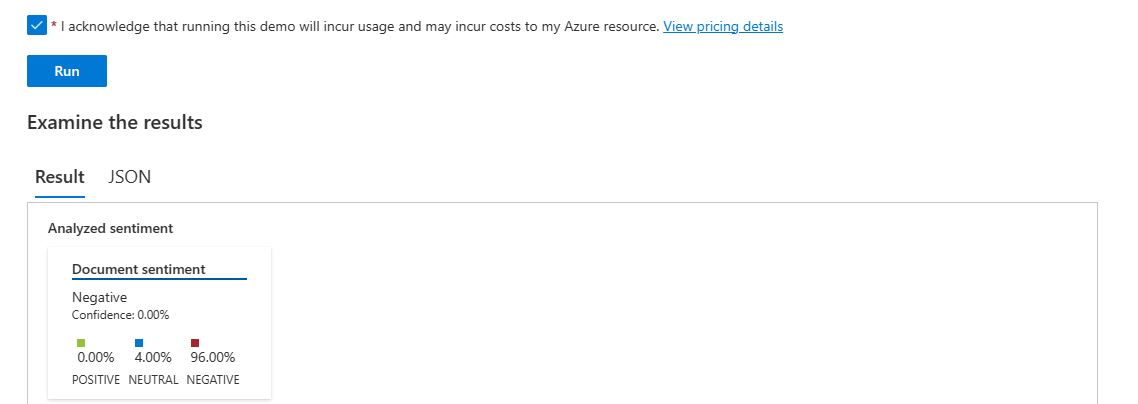 * I acknowledge that running this demo will incur usage and may incur costs to my Azure resource. View pricing details
Run
Examine the results
Result JSON
Analyzed sentiment
Document sentiment
Negative
Confidence: 0.00%
0.00% 4.00% 96.00%
POSITIVE NEUTRAL NEGATIVE